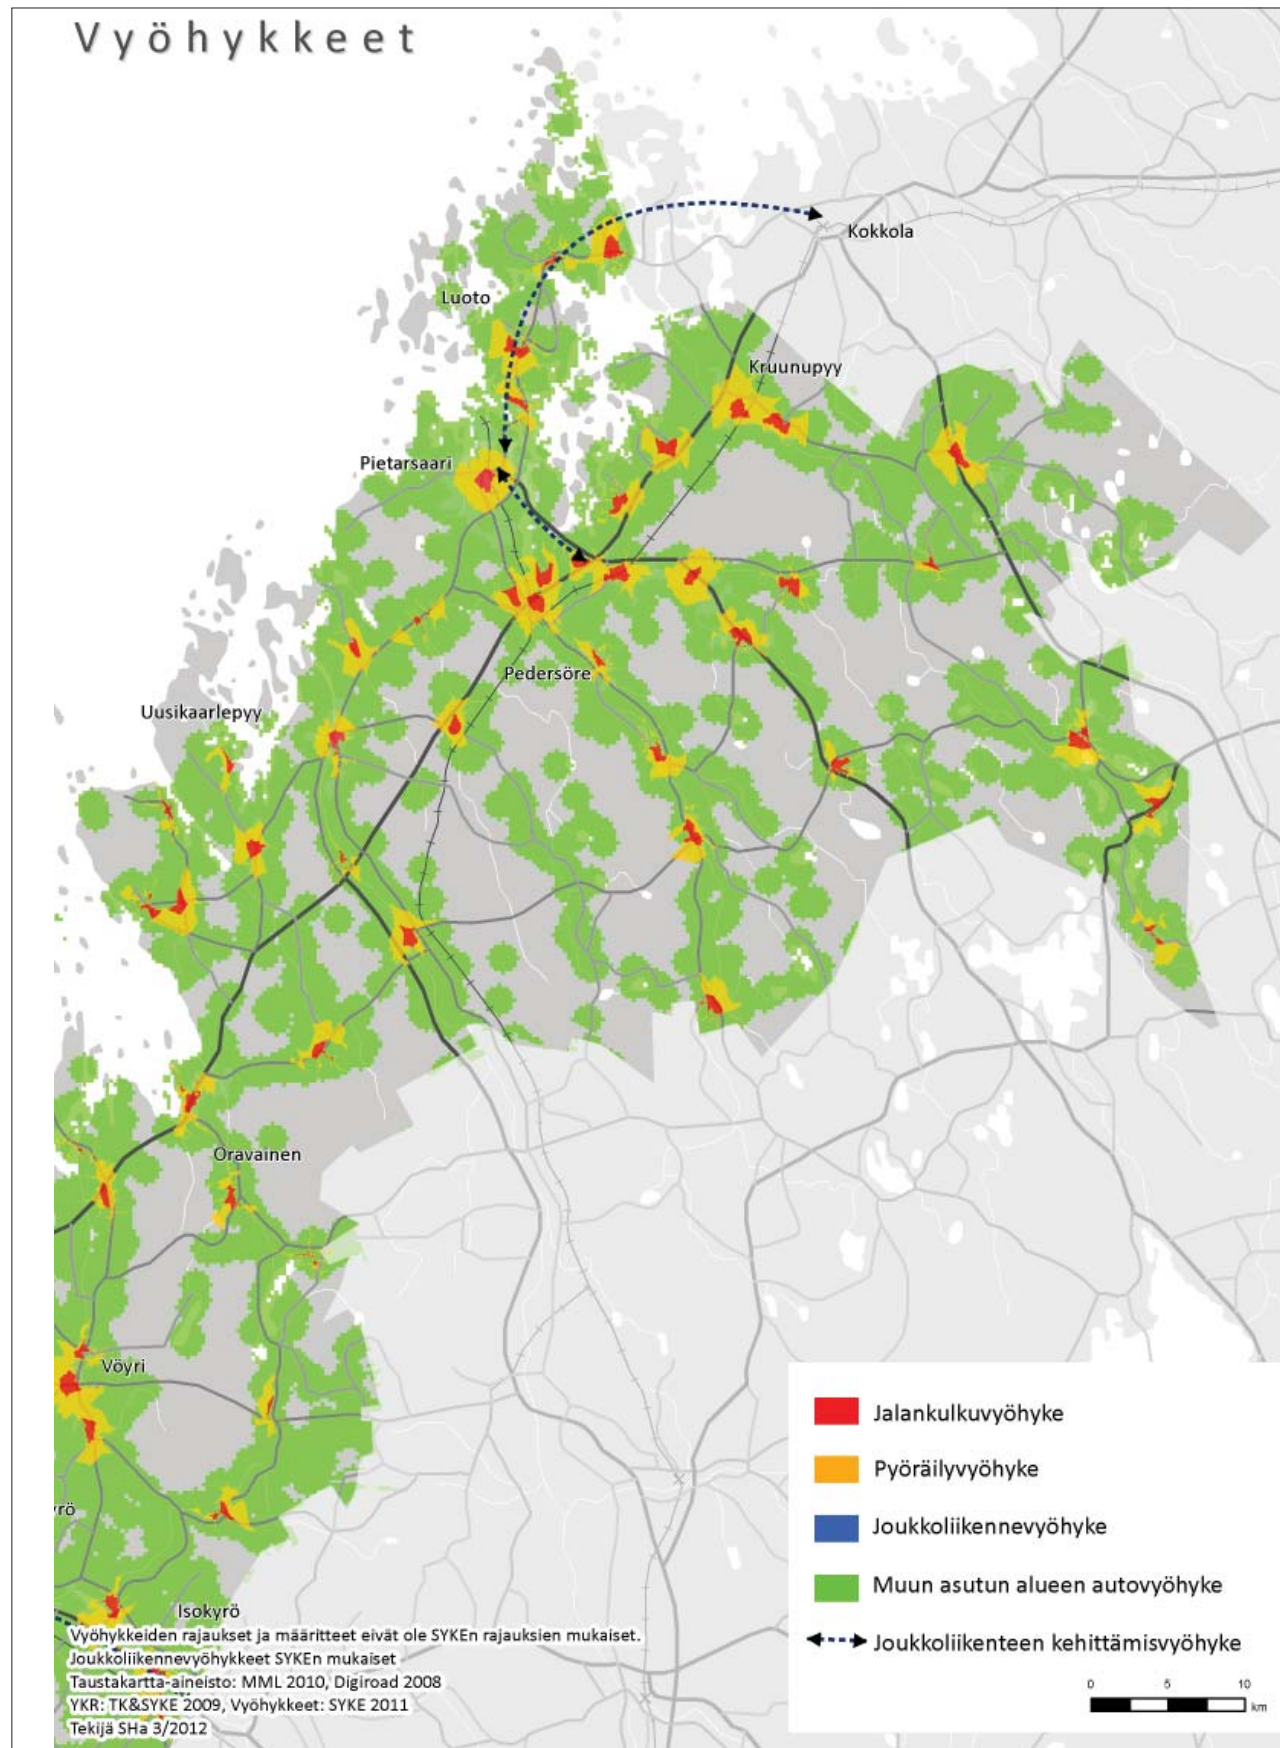 Vyöhykkeet
Kokkola
Luoto
Kruunupyy
Pietarsaari
Pedersöre
Uusikaarlepyy
Oravainen
Vöyri
yrö
Isokyrö
Jalankulkuvyöhyke
Pyöräilyvyöhyke
Joukkoliikennevyöhyke
Muun asutun alueen autovyöhyke
Joukkoliikenteen kehittämisvyöhyke
0 5 10
km
Vyöhykkeiden rajaukset ja määritteet eivät ole SYKEn rajauksien mukaiset.
Joukkoliikennevyöhykkeet SYKEn mukaiset
Taustakartta-aineisto: MML 2010, Digiroad 2008
YKR: TK&SYKE 2009, Vyöhykkeet: SYKE 2011
Tekijä SHa 3/2012